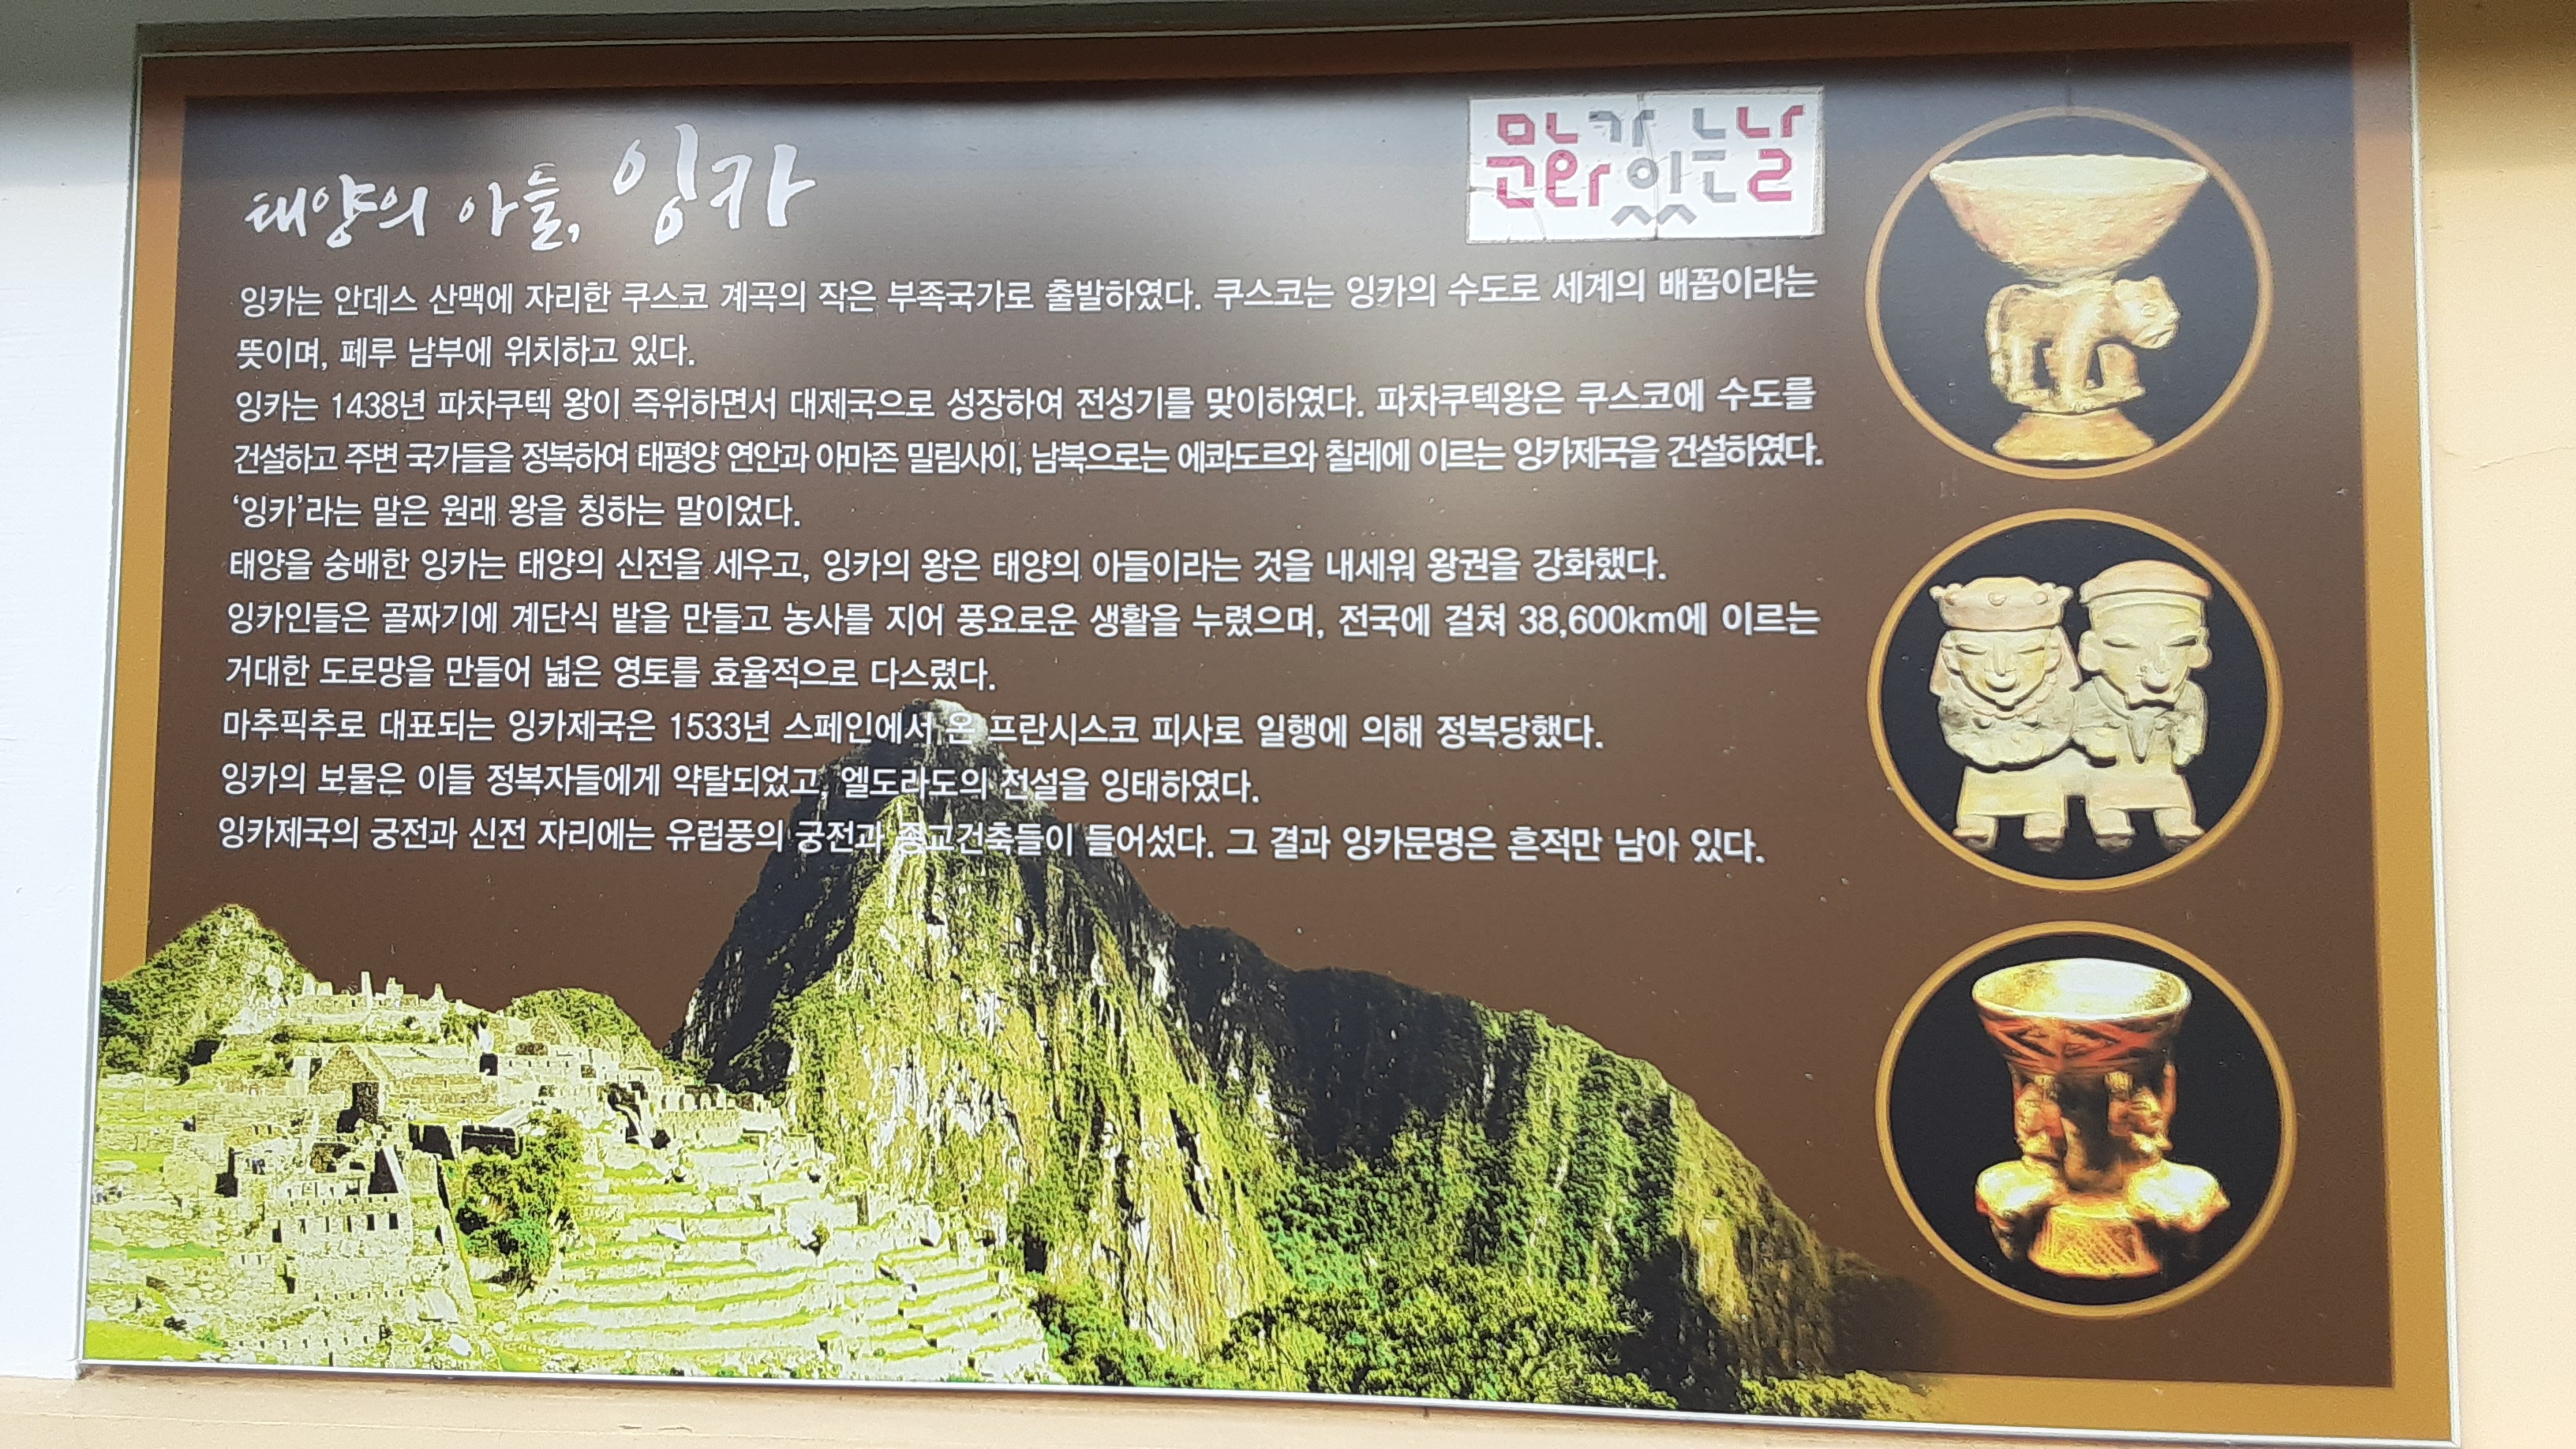 태양의 아들, 잉카
문화가 있는 날
잉카는 안데스 산맥에 자리한 쿠스코 계곡의 작은 부족국가로 출발하였다. 쿠스코는 잉카의 수도로 세계의 배꼽이라는
뜻이며, 페루 남부에 위치하고 있다.
잉카는 1438년 파차쿠텍 왕이 즉위하면서 대제국으로 성장하여 전성기를 맞이하였다. 파차쿠텍왕은 쿠스코에 수도를
건설하고 주변 국가들을 정복하여 태평양 연안과 아마존 밀림사이, 남북으로는 에콰도르와 칠레에 이르는 잉카제국을 건설하였다.
‘잉카’라는 말은 원래 왕을 칭하는 말이었다.
태양을 숭배한 잉카는 태양의 신전을 세우고, 잉카의 왕은 태양의 아들이라는 것을 내세워 왕권을 강화했다.
잉카인들은 골짜기에 계단식 밭을 만들고 농사를 지어 풍요로운 생활을 누렸으며, 전국에 걸쳐 38,600km에 이르는
거대한 도로망을 만들어 넓은 영토를 효율적으로 다스렸다.
마추픽추로 대표되는 잉카제국은 1533년 스페인에서 온 프란시스코 피사로 일행에 의해 정복당했다.
잉카의 보물은 이들 정복자들에게 약탈되었고, 엘도라도의 전설을 잉태하였다.
잉카제국의 궁전과 신전 자리에는 유럽풍의 궁전과 종교건축들이 들어섰다. 그 결과 잉카문명은 흔적만 남아 있다.